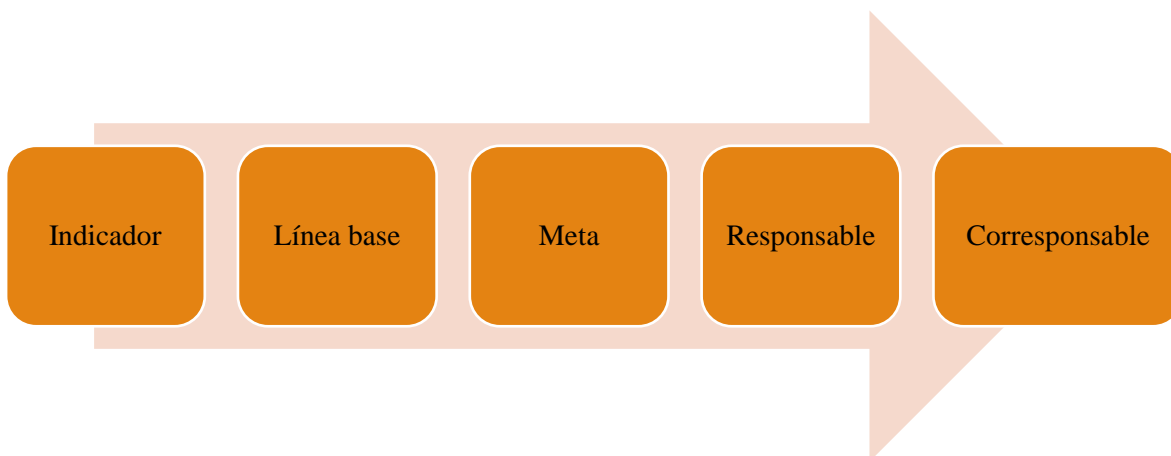 Indicador
Línea base
Meta
Responsable
Corresponsable